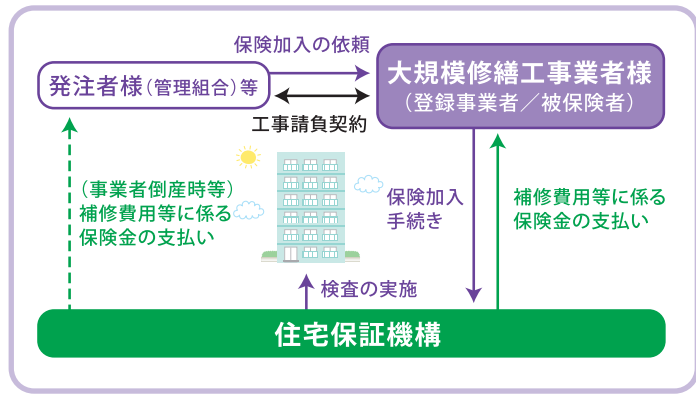 保険加入の依頼
発注者様（管理組合）等
大規模修繕工事業者様
（登録事業者／被保険者）
工事請負契約
（事業者倒産時等）
補修費用等に係る
保険金の支払い
保険加入
手続き
補修費用等に係る
保険金の支払い
検査の実施
住宅保証機構